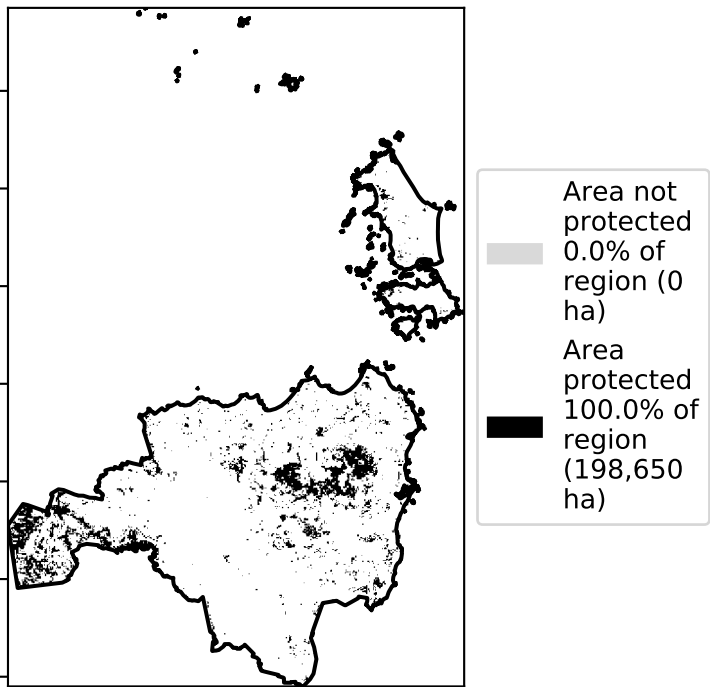 Area not
protected
0.0% of
region (0
ha)
Area
protected
100.0% of
region
(198,650
ha)